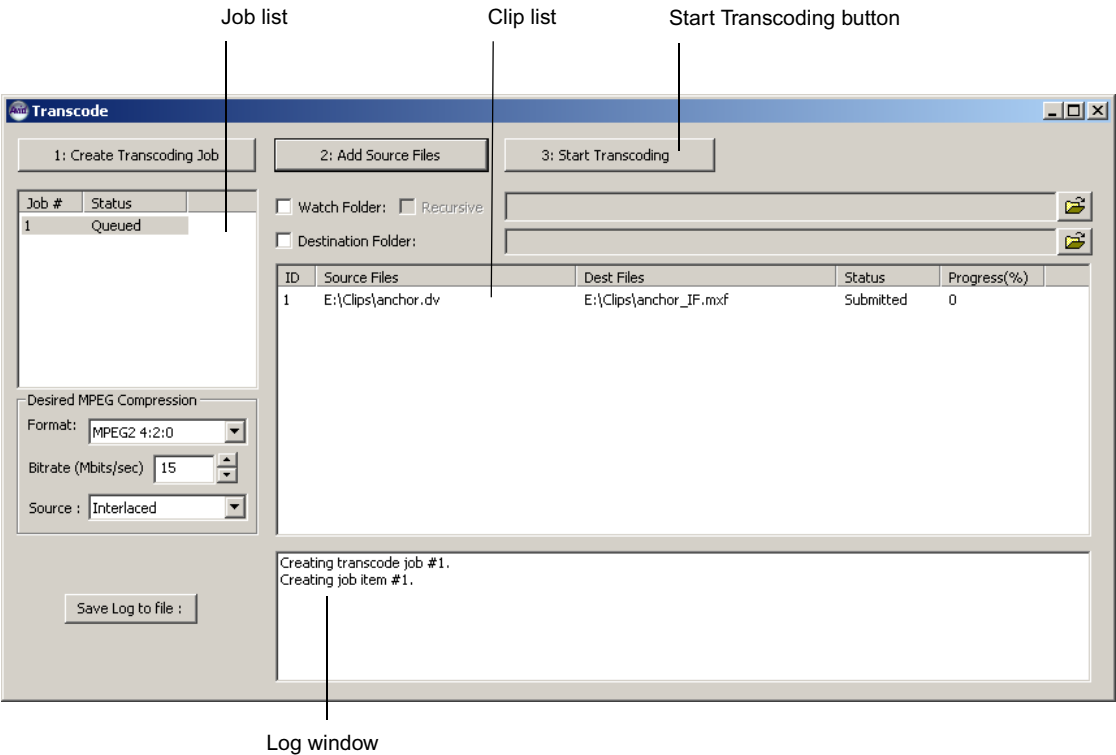 Job list
Clip list
Start Transcoding button
Avid Transcode
1: Create Transcoding Job
2: Add Source Files
3: Start Transcoding
Job # Status
1 Queued
Watch Folder: Recursive
Destination Folder:
ID Source Files Dest Files Status Progress(%)
1 E:\Clips\anchor.dv E:\Clips\anchor_IF.mxf Submitted 0
Desired MPEG Compression
Format: MPEG2 4:2:0
Bitrate (Mbits/sec) 15
Source : Interlaced
Creating transcode job #1.
Creating job item #1.
Save Log to file :
Log window